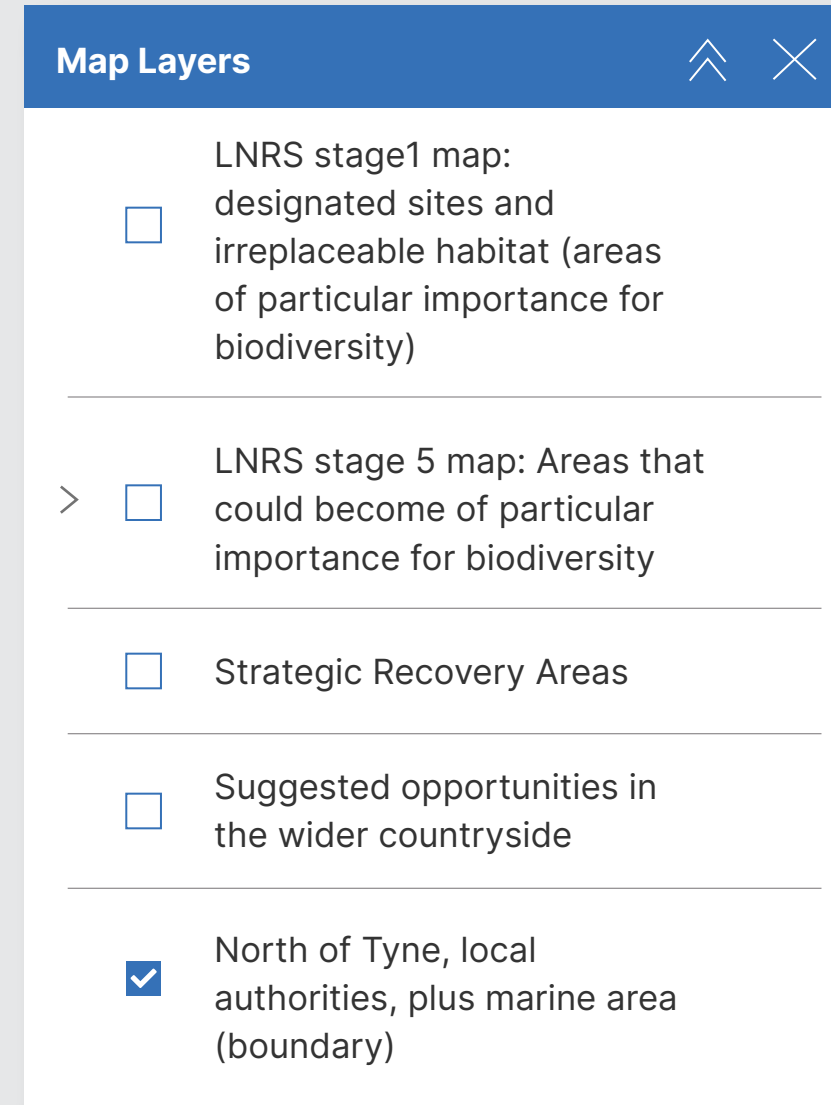 Map Layers
LNRS stage1 map:
designated sites and
irreplaceable habitat (areas
of particular importance for
biodiversity)
LNRS stage 5 map: Areas that
could become of particular
importance for biodiversity
Strategic Recovery Areas
Suggested opportunities in
the wider countryside
North of Tyne, local
authorities, plus marine area
(boundary)